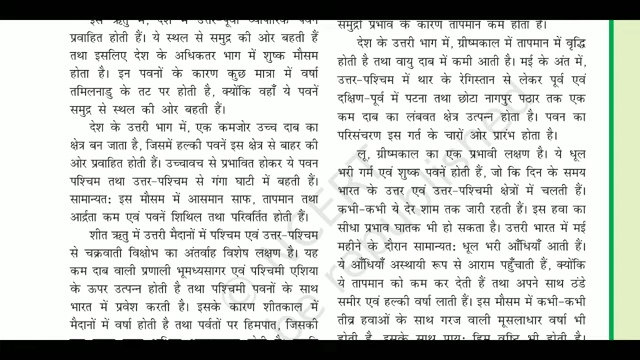 इस ऋतु में, देश में उत्तर-पूर्वी व्यापारिक पवनें
प्रवाहित होती हैं। ये स्थल से समुद्र की ओर बहती हैं
तथा इसलिए देश के अधिकतर भाग में शुष्क मौसम
होता है। इन पवनों के कारण कुछ मात्रा में वर्षा
तमिलनाडु के तट पर होती है, क्योंकि वहाँ ये पवनें
समुद्र से स्थल की ओर बहती हैं।
देश के उत्तरी भाग में, एक कमजोर उच्च दाब का
क्षेत्र बन जाता है, जिसमें हल्की पवनें इस क्षेत्र से बाहर की
ओर प्रवाहित होती हैं। उच्चावच से प्रभावित होकर ये पवन
पश्चिम तथा उत्तर-पश्चिम से गंगा घाटी में बहती हैं।
सामान्यत: इस मौसम में आसमान साफ, तापमान तथा
आर्द्रता कम एवं पवनें शिथिल तथा परिवर्तित होती हैं।
शीत ऋतु में उत्तरी मैदानों में पश्चिम एवं उत्तर-पश्चिम
से चक्रवाती विक्षोभ का अंतर्वाह विशेष लक्षण है। यह
कम दाब वाली प्रणाली भूमध्यसागर एवं पश्चिमी एशिया
के ऊपर उत्पन्न होती है तथा पश्चिमी पवनों के साथ
भारत में प्रवेश करती है। इसके कारण शीतकाल में
मैदानों में वर्षा होती है तथा पर्वतों पर हिमपात, जिसकी
समुद्री प्रभाव के कारण तापमान कम होता है।
देश के उत्तरी भाग में, ग्रीष्मकाल में तापमान में वृद्धि
होती है तथा वायु दाब में कमी आती है। मई के अंत में,
उत्तर-पश्चिम में थार के रेगिस्तान से लेकर पूर्व एवं
दक्षिण-पूर्व में पटना तथा छोटा नागपुर पठार तक एक
कम दाब का लंबवत क्षेत्र उत्पन्न होता है। पवन का
परिसंचरण इस गर्त के चारों ओर प्रारंभ होता है।
लू, ग्रीष्मकाल का एक प्रभावी लक्षण है। ये धूल
भरी गर्म एवं शुष्क पवनें होती हैं, जो कि दिन के समय
भारत के उत्तर एवं उत्तर-पश्चिमी क्षेत्रों में चलती हैं।
कभी-कभी ये देर शाम तक जारी रहती हैं। इस हवा का
सीधा प्रभाव घातक भी हो सकता है। उत्तरी भारत में मई
महीने के दौरान सामान्यत: धूल भरी आँधियाँ आती हैं।
ये आँधियाँ अस्थायी रूप से आराम पहुँचाती हैं, क्योंकि
ये तापमान को कम कर देती हैं तथा अपने साथ ठंडे
समीर एवं हल्की वर्षा लाती हैं। इस मौसम में कभी-कभी
तीव्र हवाओं के साथ गरज वाली मूसलाधार वर्षा भी
होती है, इसके साथ प्राय: हिम वृष्टि भी होती है।